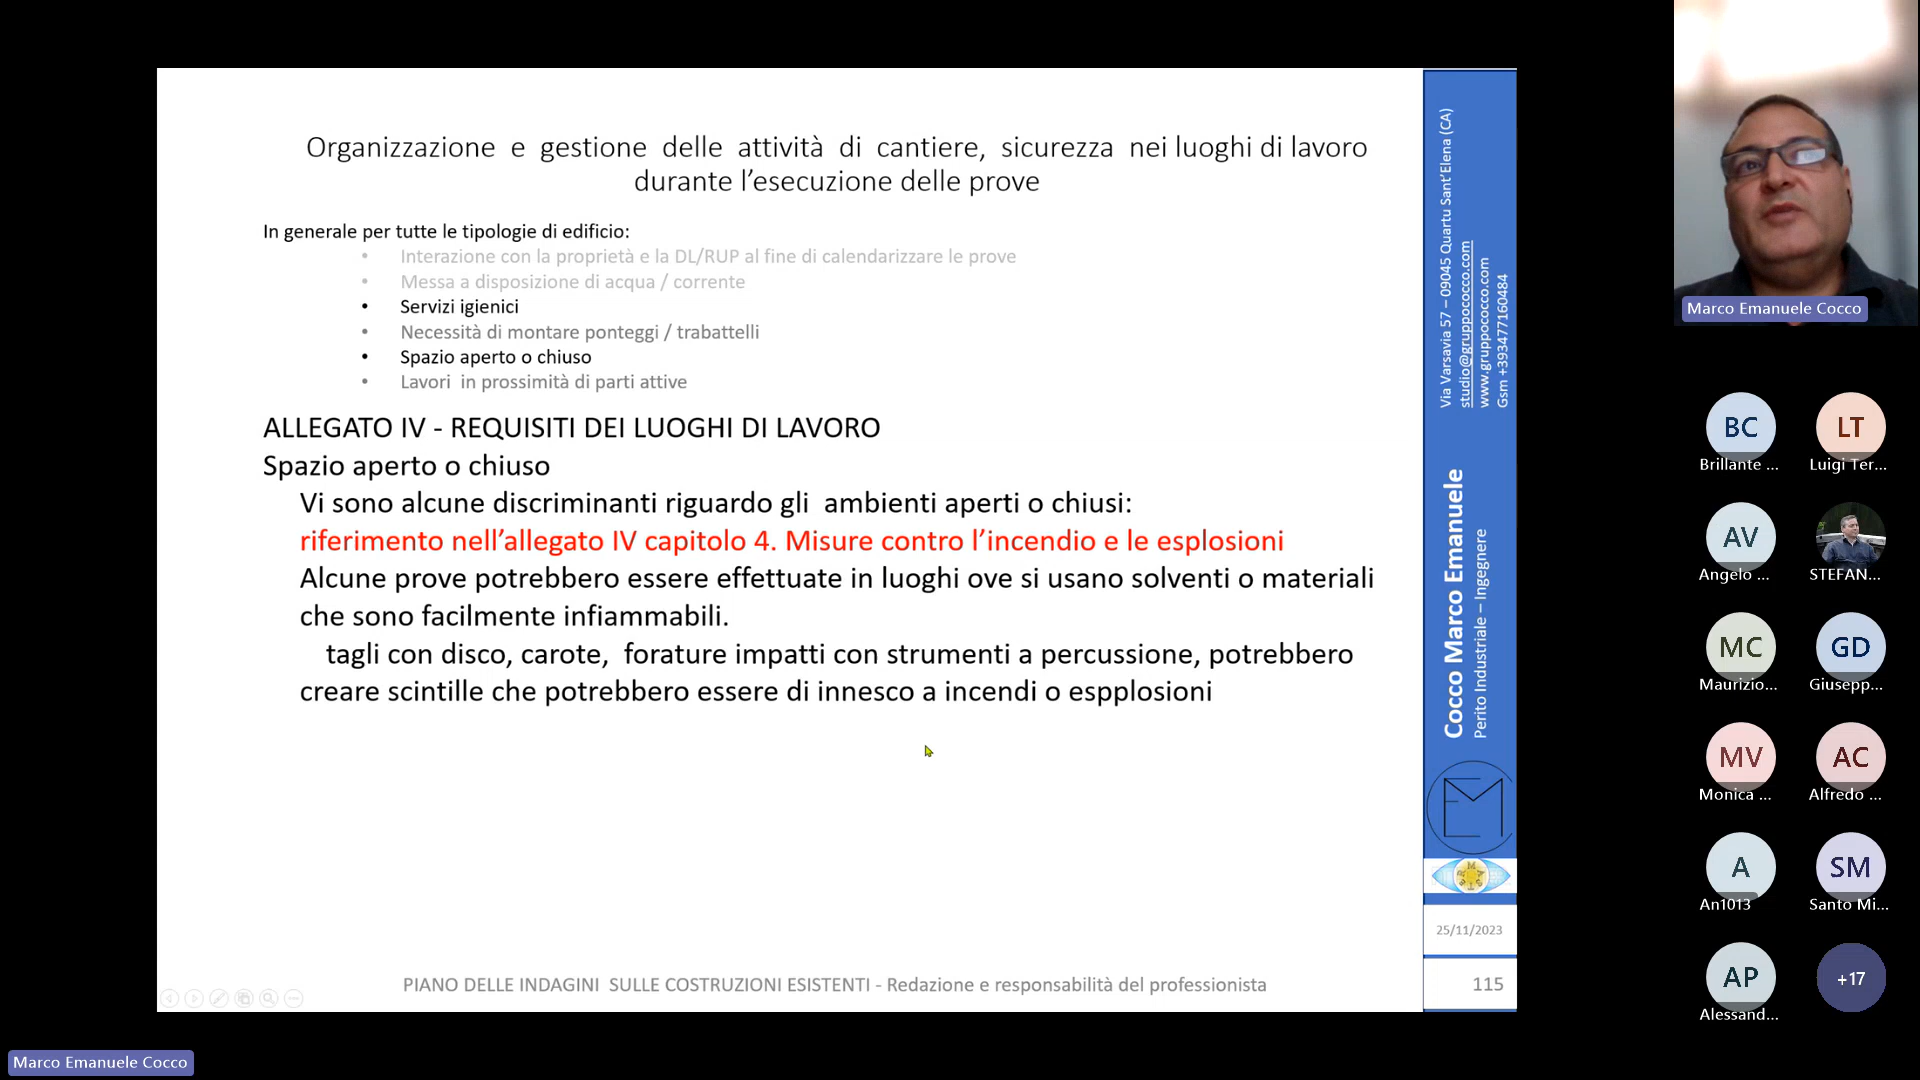 Organizzazione e gestione delle attività di cantiere, sicurezza nei luoghi di lavoro
durante l’esecuzione delle prove
In generale per tutte le tipologie di edificio:
• Interazione con la proprietà e la DL/RUP al fine di calendarizzare le prove
• Messa a disposizione di acqua / corrente
• Servizi igienici
• Necessità di montare ponteggi / trabattelli
• Spazio aperto o chiuso
• Lavori in prossimità di parti attive
ALLEGATO IV - REQUISITI DEI LUOGHI DI LAVORO
Spazio aperto o chiuso
Vi sono alcune discriminanti riguardo gli ambienti aperti o chiusi:
riferimento nell’allegato IV capitolo 4. Misure contro l’incendio e le esplosioni
Alcune prove potrebbero essere effettuate in luoghi ove si usano solventi o materiali
che sono facilmente infiammabili.
tagli con disco, carote, forature impatti con strumenti a percussione, potrebbero
creare scintille che potrebbero essere di innesco a incendi o espplosioni
PIANO DELLE INDAGINI SULLE COSTRUZIONI ESISTENTI - Redazione e responsabilità del professionista
Via Varsavia 57 – 09045 Quartu Sant’Elena (CA)
studio@gruppococco.com
www.gruppococco.com
Gsm +393477160484
Cocco Marco Emanuele
Perito Industriale – Ingegnere
EM
25/11/2023
115
Marco Emanuele Cocco
BC
Brillante ...
LT
Luigi Ter...
AV
Angelo ...
STEFAN...
MC
Maurizio...
GD
Giusepp...
MV
Monica ...
AC
Alfredo ...
A
An1013
SM
Santo Mi...
AP
Alessand...
+17
Marco Emanuele Cocco